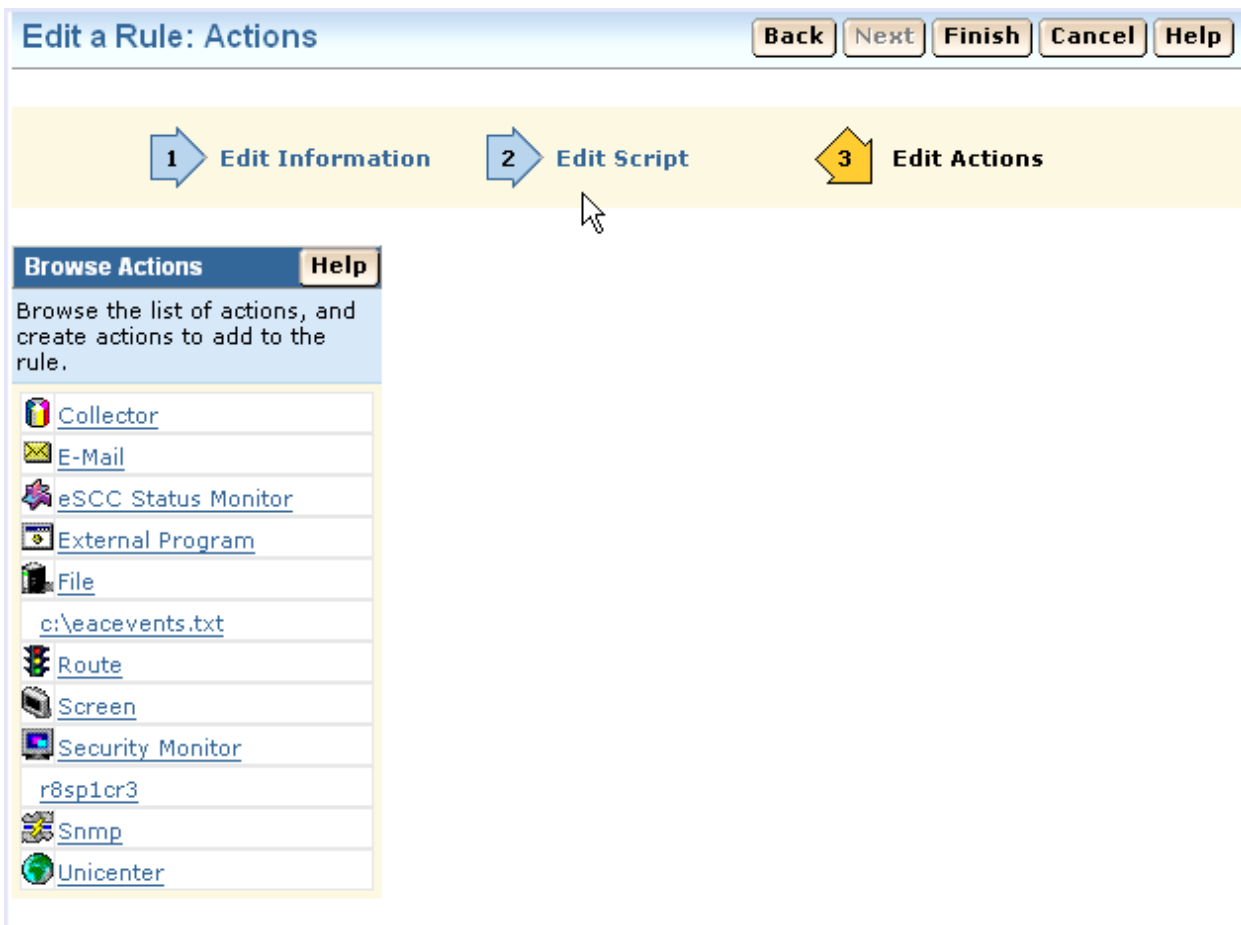 Edit a Rule: Actions Back Next Finish Cancel Help
1 Edit Information 2 Edit Script 3 Edit Actions
Browse Actions Help
Browse the list of actions, and
create actions to add to the
rule.
Collector
E-Mail
eSCC Status Monitor
External Program
File
c:\eacevents.txt
Route
Screen
Security Monitor
r8sp1cr3
Snmp
Unicenter